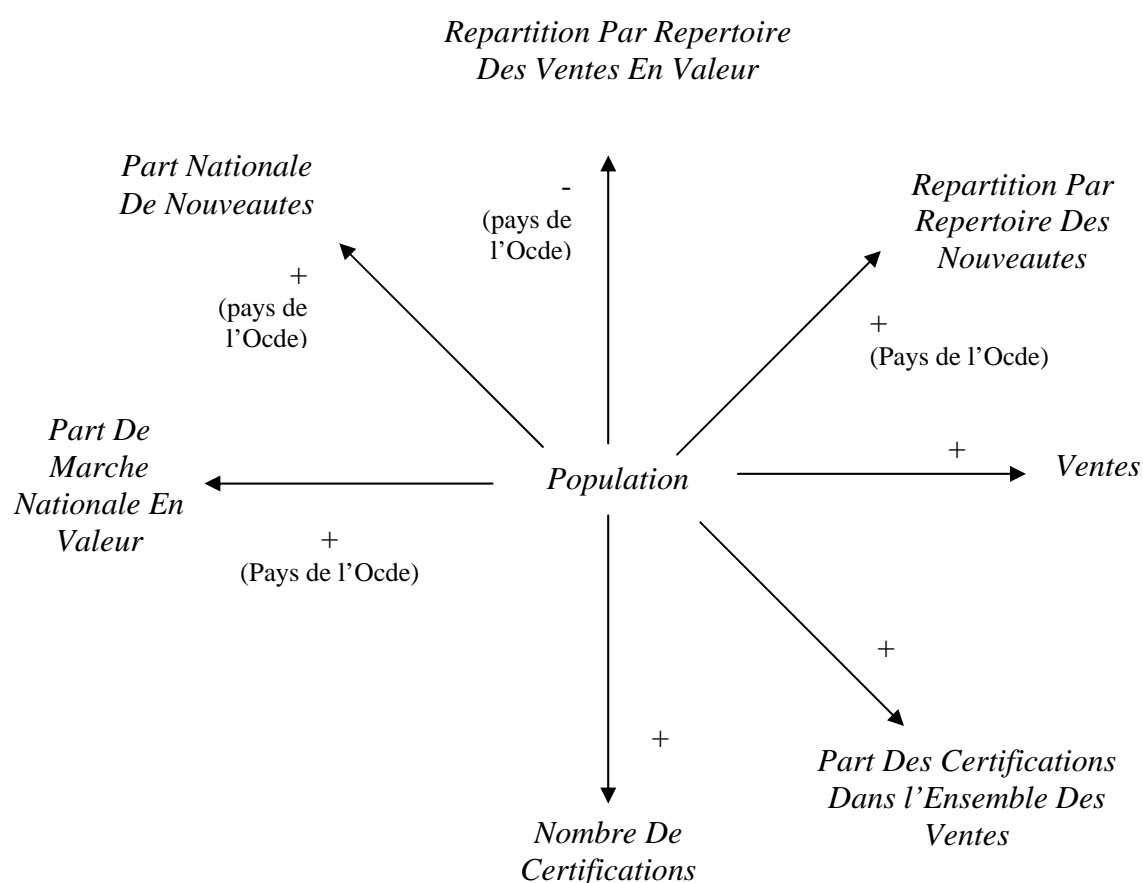 Repartition Par Repertoire
Des Ventes En Valeur
Part Nationale
De Nouveautes
-
(pays de
l’Ocde)
Repartition Par
Repertoire Des
Nouveautes
+
(pays de
l’Ocde)
+
(Pays de l’Ocde)
Part De
Marche
Nationale En
Valeur
Population
+
Ventes
+
(Pays de l’Ocde)
+
+
Part Des Certifications
Dans l’Ensemble Des
Ventes
Nombre De
Certifications